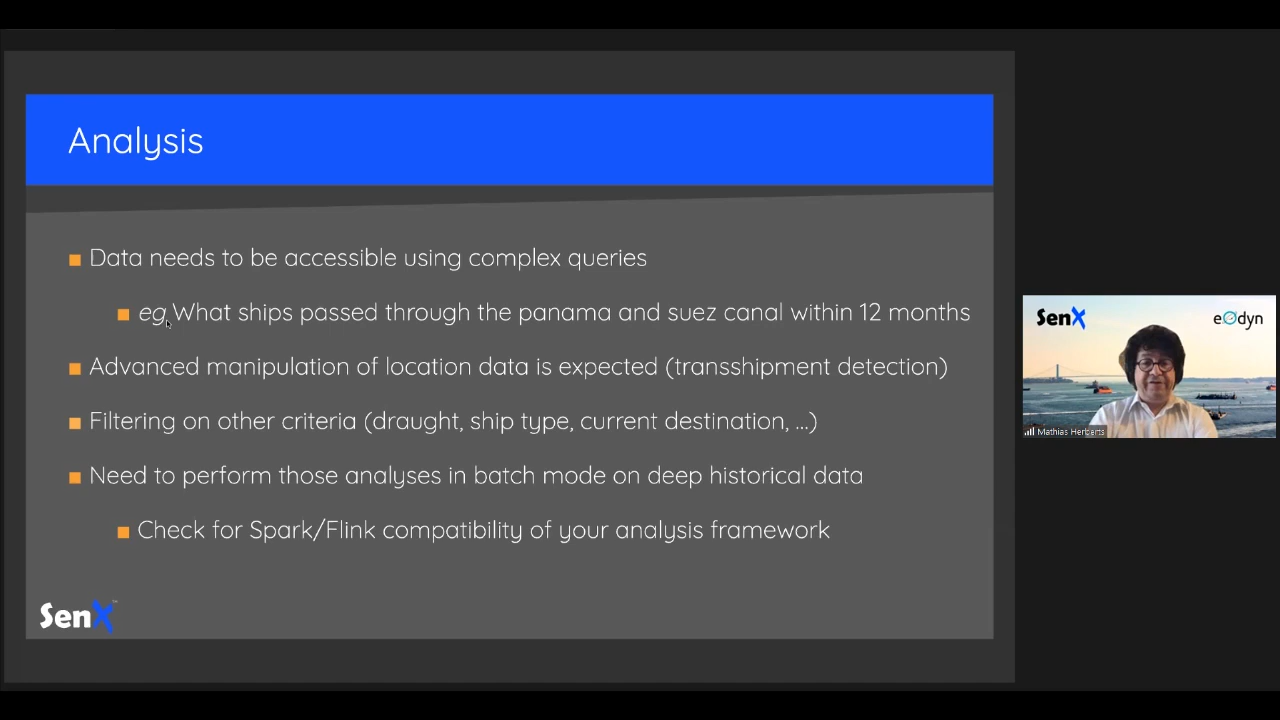 Analysis
Data needs to be accessible using complex queries
eg What ships passed through the panama and suez canal within 12 months
Advanced manipulation of location data is expected (transshipment detection)
Filtering on other criteria (draught, ship type, current destination, ...)
Need to perform those analyses in batch mode on deep historical data
Check for Spark/Flink compatibility of your analysis framework
SenX™
SenX
eOdyn
Mathias Herberts